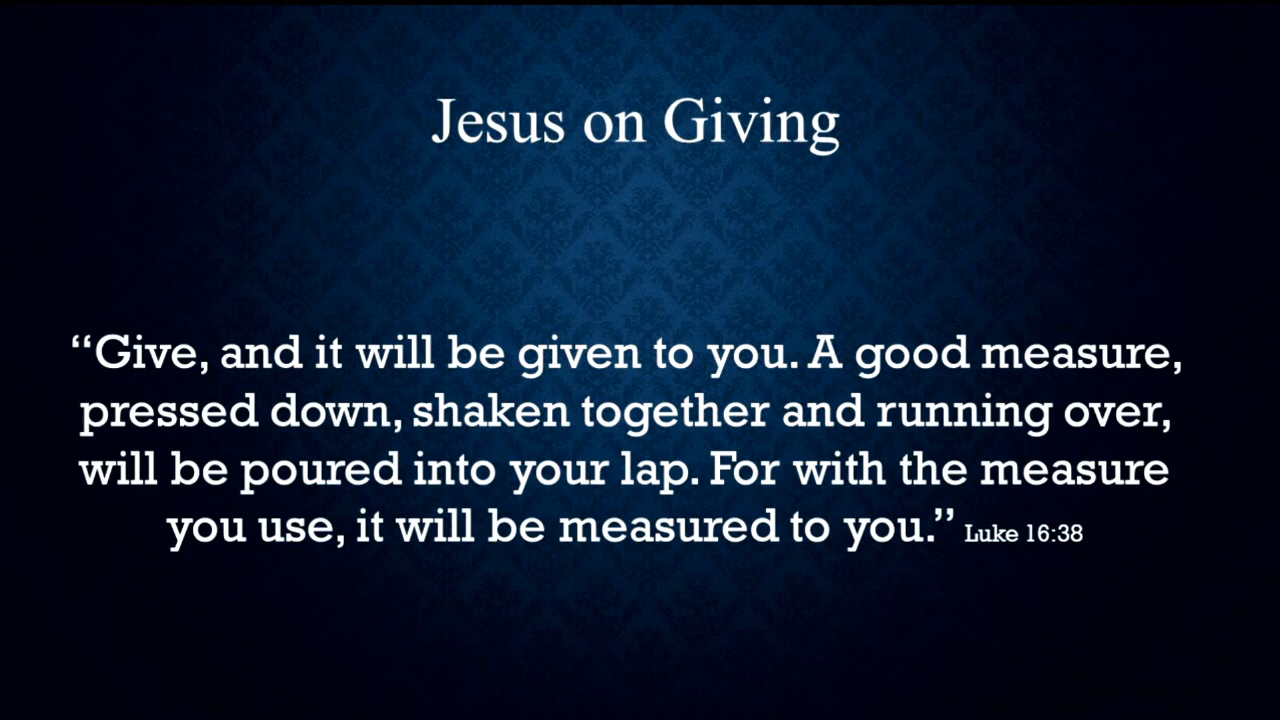 Jesus on Giving
“Give, and it will be given to you. A good measure,
pressed down, shaken together and running over,
will be poured into your lap. For with the measure
you use, it will be measured to you.” Luke 16:38